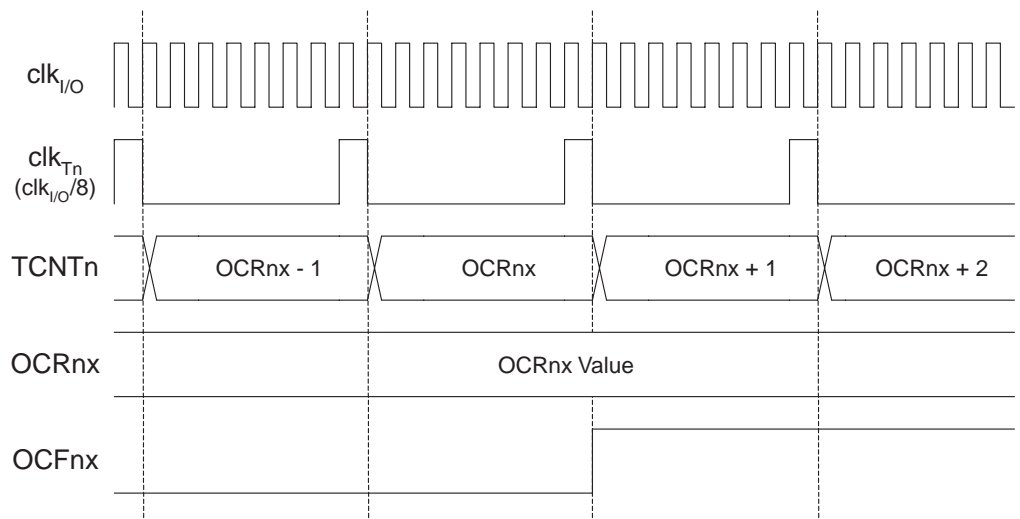 clkI/O
clkTn
(clkI/O/8)
TCNTn
OCRnx - 1
OCRnx
OCRnx + 1
OCRnx + 2
OCRnx
OCRnx Value
OCFnx